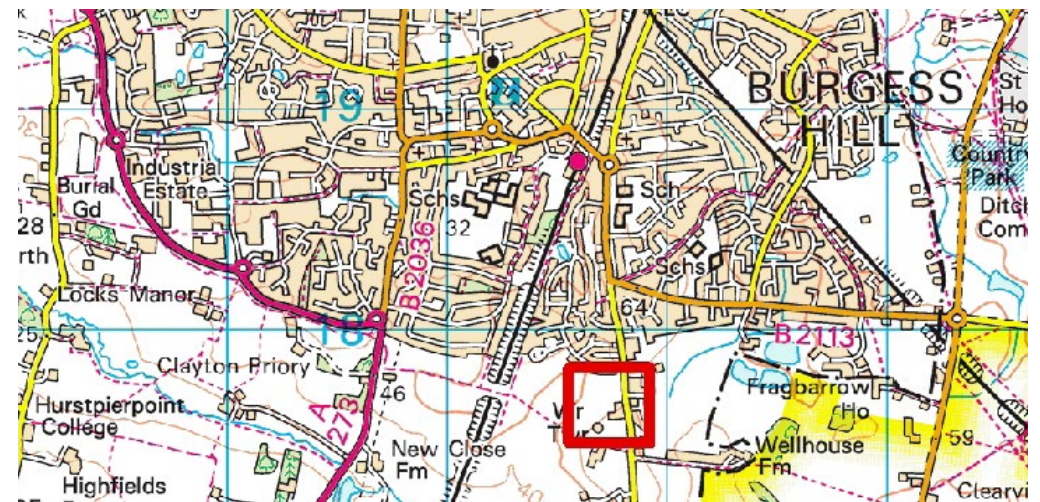 BURGESS
HILL
St
Ho
19
Industrial
Estate
Country
Park
Burial
Gd
Schs
Sch
Ditch
Com
28
32
rth
B 2036
Schs
Locks Manor
64
18
B 2113
25
Clayton Priory
46
Fragbarrow
Ho
A
273
Hurstpierpoint
College
Wr
Twr
59
New Close
Fm
Wellhouse
Fm
Highfields
40
Clearvi